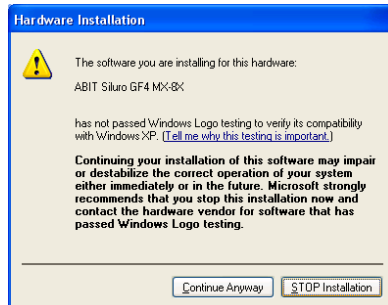 Hardware Installation
The software you are installing for this hardware:
ABIT Siluro GF4 MX-8X
has not passed Windows Logo testing to verify its compatibility
with Windows XP. (Tell me why this testing is important.)
Continuing your installation of this software may impair
or destabilize the correct operation of your system
either immediately or in the future. Microsoft strongly
recommends that you stop this installation now and
contact the hardware vendor for software that has
passed Windows Logo testing.
Continue Anyway
STOP Installation